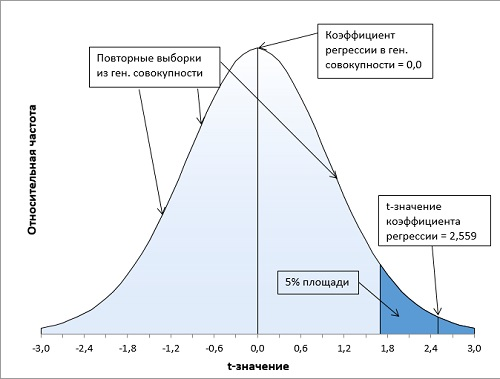 Коэффициент
регрессии в ген.
совокупности = 0,0
Повторные выборки
из ген. совокупности
Относительная частота
t-значение
коэффициента
регрессии = 2,559
5% площади
-3,0 -2,4 -1,8 -1,2 -0,6 0,0 0,6 1,2 1,8 2,4 3,0
t-значение